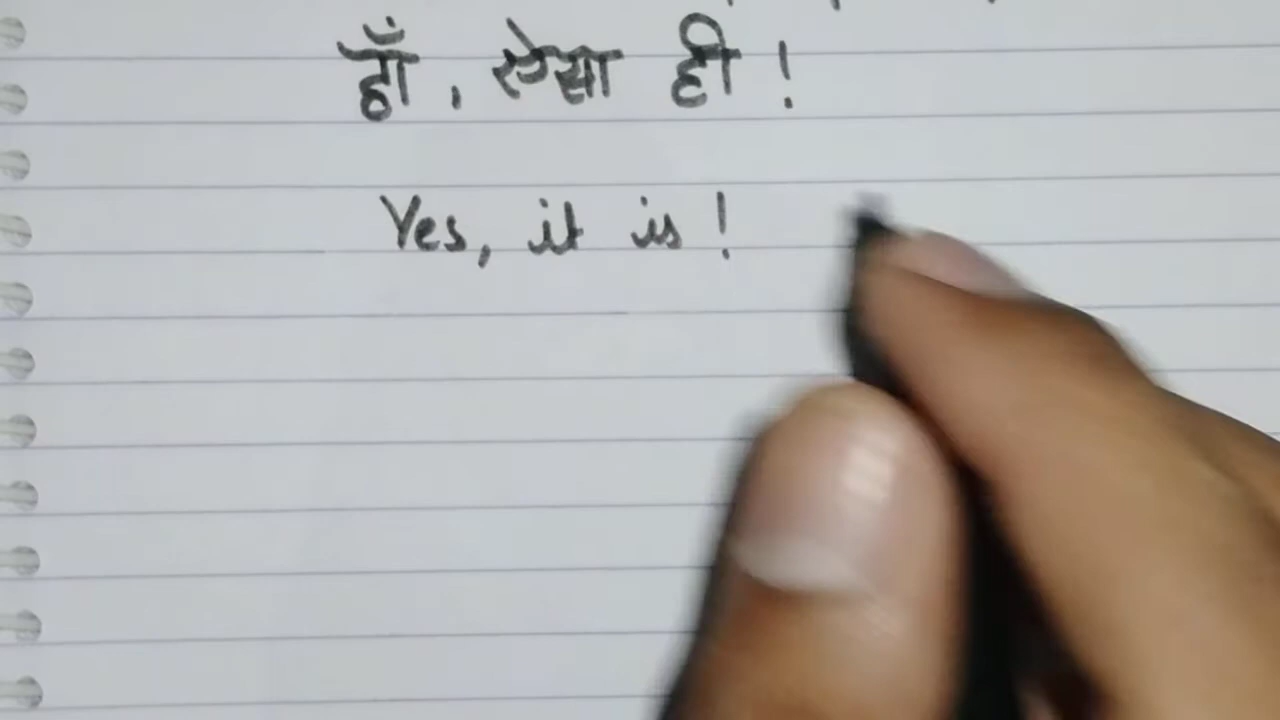 हाँ, ऐसा ही!
Yes, it is!